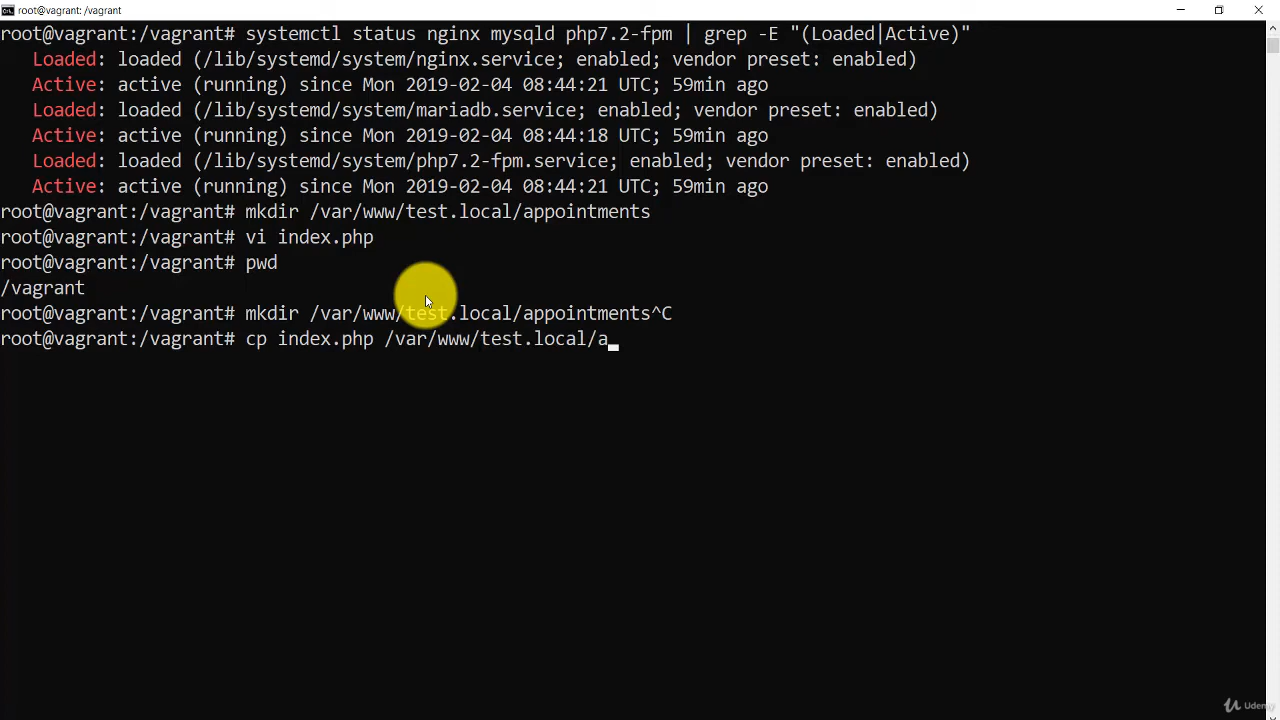 root@vagrant: /vagrant
root@vagrant:/vagrant# systemctl status nginx mysqld php7.2-fpm | grep -E "(Loaded|Active)"
Loaded: loaded (/lib/systemd/system/nginx.service; enabled; vendor preset: enabled)
Active: active (running) since Mon 2019-02-04 08:44:21 UTC; 59min ago
Loaded: loaded (/lib/systemd/system/mariadb.service; enabled; vendor preset: enabled)
Active: active (running) since Mon 2019-02-04 08:44:18 UTC; 59min ago
Loaded: loaded (/lib/systemd/system/php7.2-fpm.service; enabled; vendor preset: enabled)
Active: active (running) since Mon 2019-02-04 08:44:21 UTC; 59min ago
root@vagrant:/vagrant# mkdir /var/www/test.local/appointments
root@vagrant:/vagrant# vi index.php
root@vagrant:/vagrant# pwd
/vagrant
root@vagrant:/vagrant# mkdir /var/www/test.local/appointments^C
root@vagrant:/vagrant# cp index.php /var/www/test.local/a
Udemy